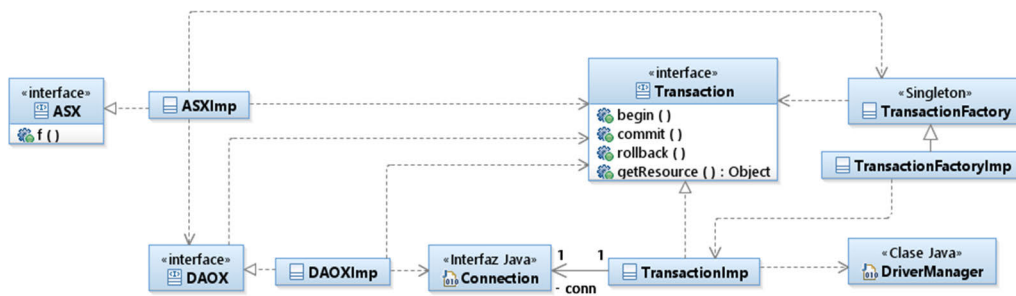 «interface»
ASX
f ( )
ASXImp
«interface»
Transaction
begin ( )
commit ( )
rollback ( )
getResource ( ) : Object
«Singleton»
TransactionFactory
TransactionFactoryImp
«interface»
DAOX
DAOXImp
«Interfaz Java»
Connection
1
1
- conn
TransactionImp
«Clase Java»
DriverManager